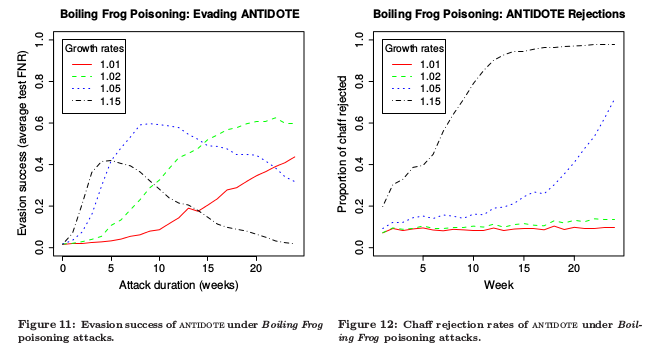 Boiling Frog Poisoning: Evading ANTIDOTE
Evasion success (average test FNR)
1.0
0.8
0.6
0.4
0.2
0.0
Growth rates
1.01
1.02
1.05
1.15
0 5 10 15 20
Attack duration (weeks)
Figure 11: Evasion success of ANTIDOTE under Boiling Frog
poisoning attacks.
Boiling Frog Poisoning: ANTIDOTE Rejections
Proportion of chaff rejected
1.0
0.8
0.6
0.4
0.2
0.0
Growth rates
1.01
1.02
1.05
1.15
5 10 15 20
Week
Figure 12: Chaff rejection rates of ANTIDOTE under Boil-
ing Frog poisoning attacks.